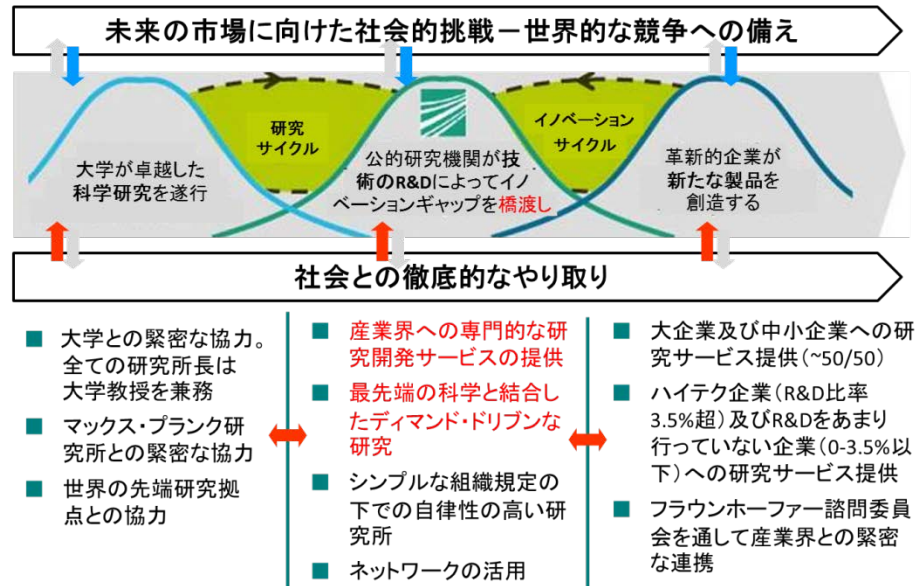 未来の市場に向けた社会的挑戦－世界的な競争への備え
研究
サイクル
イノベーション
サイクル
大学が卓越した
科学研究を遂行
公的研究機関が技
術のR&Dによってイノ
ベーションギャップを橋渡し
革新的企業が
新たな製品を
創造する
社会との徹底的なやり取り
■ 大学との緊密な協力。
全ての研究所長は
大学教授を兼務
■ マックス・プランク研
究所との緊密な協力
■ 世界の先端研究拠
点との協力
■ 産業界への専門的な研
究開発サービスの提供
■ 最先端の科学と結合し
たディマンド・ドリブンな
研究
■ シンプルな組織規定の
下での自律性の高い研
究所
■ ネットワークの活用
■ 大企業及び中小企業への研
究サービス提供（~50/50）
■ ハイテク企業（R&D比率
3.5%超）及びR&Dをあまり
行っていない企業（0-3.5%以
下）への研究サービス提供
■ フラウンホーファー諮問委員
会を通して産業界との緊密
な連携